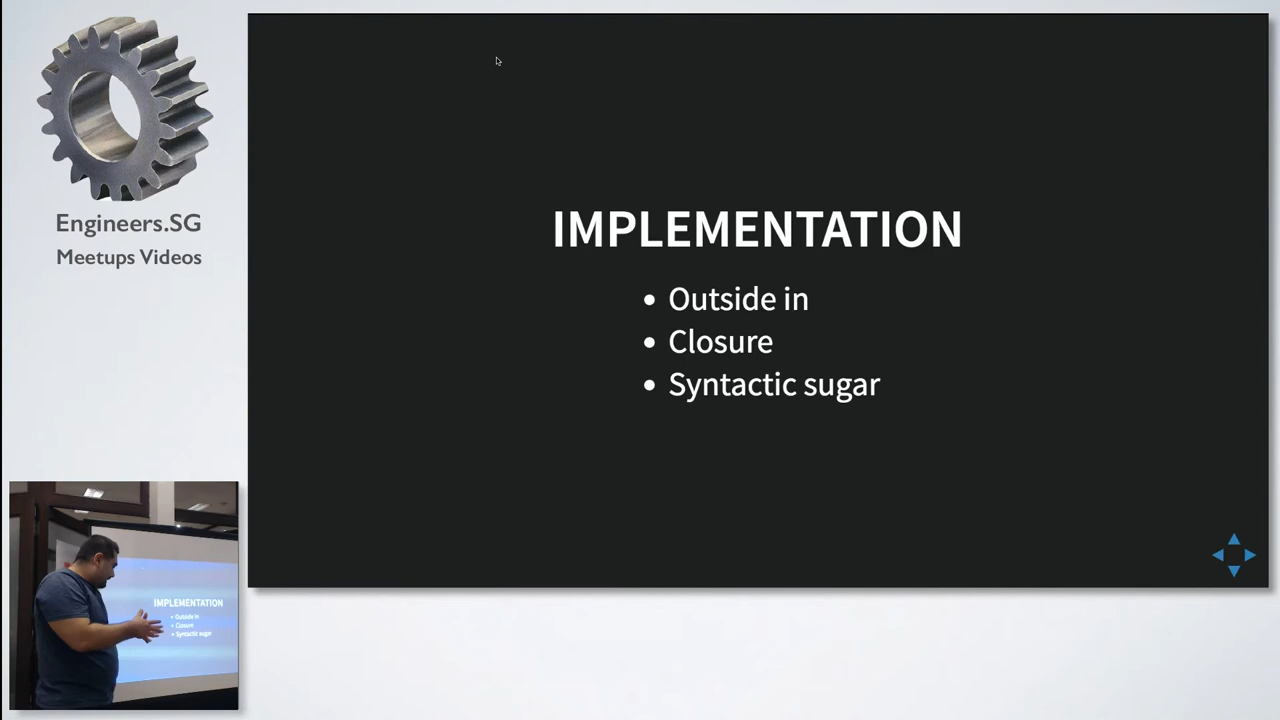 Engineers.SG
Meetups Videos
IMPLEMENTATION
• Outside in
• Closure
• Syntactic sugar
IMPLEMENTATION
• Outside in
• Closure
• Syntactic sugar